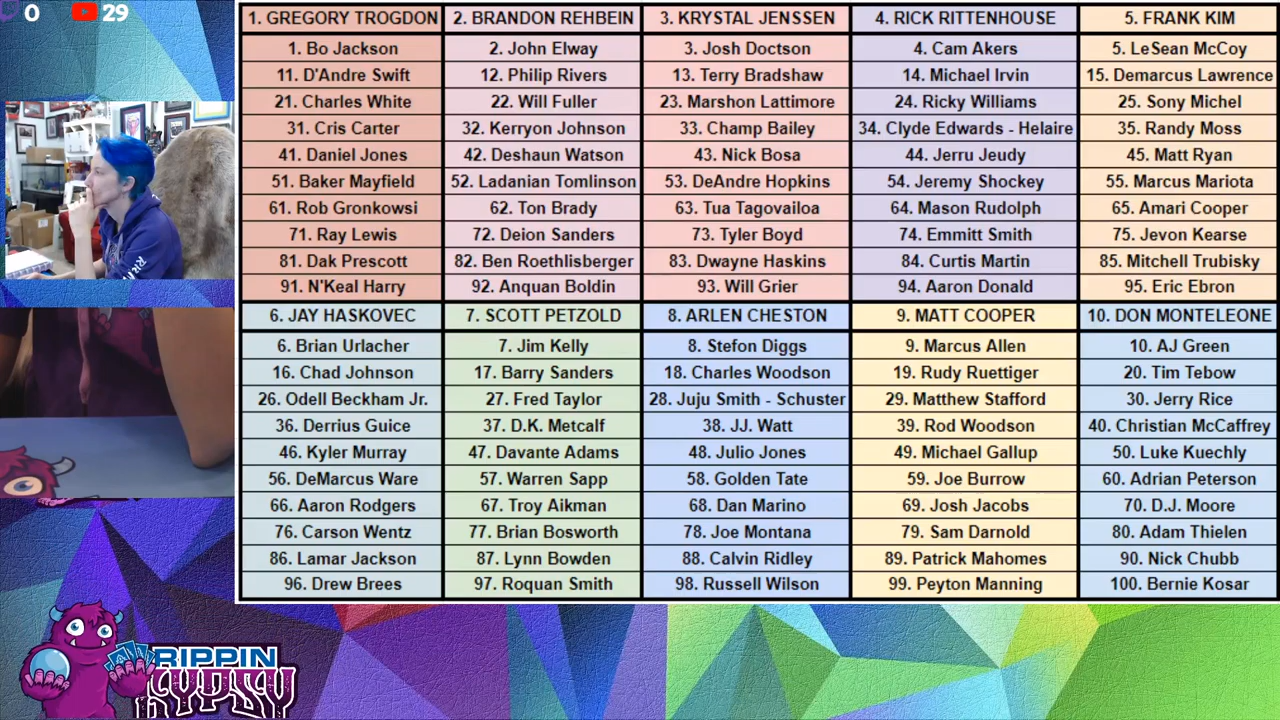 0 29
1. GREGORY TROGDON 2. BRANDON REHBEIN 3. KRYSTAL JENSSEN 4. RICK RITTENHOUSE 5. FRANK KIM
1. Bo Jackson 2. John Elway 3. Josh Doctson 4. Cam Akers 5. LeSean McCoy
11. D'Andre Swift 12. Philip Rivers 13. Terry Bradshaw 14. Michael Irvin 15. Demarcus Lawrence
21. Charles White 22. Will Fuller 23. Marshon Lattimore 24. Ricky Williams 25. Sony Michel
31. Cris Carter 32. Kerryon Johnson 33. Champ Bailey 34. Clyde Edwards - Helaire 35. Randy Moss
41. Daniel Jones 42. Deshaun Watson 43. Nick Bosa 44. Jerru Jeudy 45. Matt Ryan
51. Baker Mayfield 52. Ladanian Tomlinson 53. DeAndre Hopkins 54. Jeremy Shockey 55. Marcus Mariota
61. Rob Gronkowsi 62. Ton Brady 63. Tua Tagovailoa 64. Mason Rudolph 65. Amari Cooper
71. Ray Lewis 72. Deion Sanders 73. Tyler Boyd 74. Emmitt Smith 75. Jevon Kearse
81. Dak Prescott 82. Ben Roethlisberger 83. Dwayne Haskins 84. Curtis Martin 85. Mitchell Trubisky
91. N'Keal Harry 92. Anquan Boldin 93. Will Grier 94. Aaron Donald 95. Eric Ebron
6. JAY HASKOVEC 7. SCOTT PETZOLD 8. ARLEN CHESTON 9. MATT COOPER 10. DON MONTELEONE
6. Brian Urlacher 7. Jim Kelly 8. Stefon Diggs 9. Marcus Allen 10. AJ Green
16. Chad Johnson 17. Barry Sanders 18. Charles Woodson 19. Rudy Ruettiger 20. Tim Tebow
26. Odell Beckham Jr. 27. Fred Taylor 28. Juju Smith - Schuster 29. Matthew Stafford 30. Jerry Rice
36. Derrius Guice 37. D.K. Metcalf 38. JJ. Watt 39. Rod Woodson 40. Christian McCaffrey
46. Kyler Murray 47. Davante Adams 48. Julio Jones 49. Michael Gallup 50. Luke Kuechly
56. DeMarcus Ware 57. Warren Sapp 58. Golden Tate 59. Joe Burrow 60. Adrian Peterson
66. Aaron Rodgers 67. Troy Aikman 68. Dan Marino 69. Josh Jacobs 70. D.J. Moore
76. Carson Wentz 77. Brian Bosworth 78. Joe Montana 79. Sam Darnold 80. Adam Thielen
86. Lamar Jackson 87. Lynn Bowden 88. Calvin Ridley 89. Patrick Mahomes 90. Nick Chubb
96. Drew Brees 97. Roquan Smith 98. Russell Wilson 99. Peyton Manning 100. Bernie Kosar
RIPPIN
GYPSY